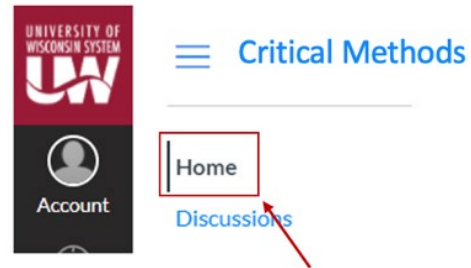 UNIVERSITY OF
WISCONSIN SYSTEM
UW
Account
Critical Methods
Home
Discussions